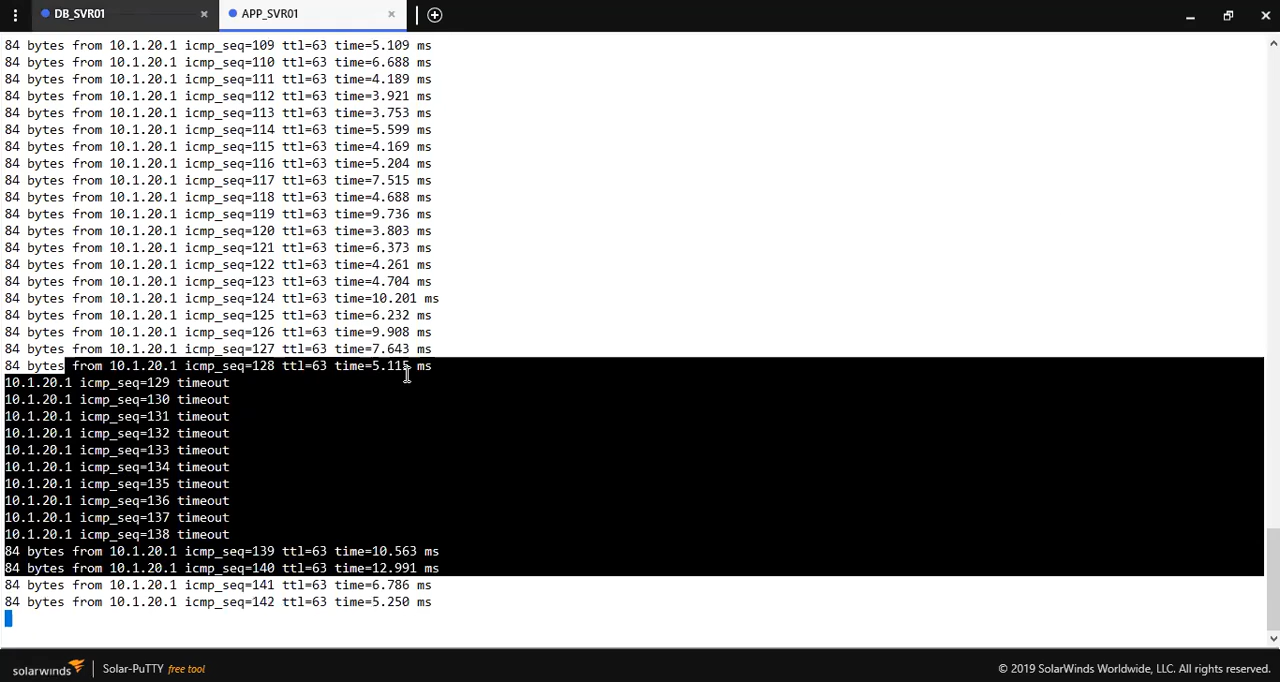 DB_SVR01
APP_SVR01
84 bytes from 10.1.20.1 icmp_seq=109 ttl=63 time=5.109 ms
84 bytes from 10.1.20.1 icmp_seq=110 ttl=63 time=6.688 ms
84 bytes from 10.1.20.1 icmp_seq=111 ttl=63 time=4.189 ms
84 bytes from 10.1.20.1 icmp_seq=112 ttl=63 time=3.921 ms
84 bytes from 10.1.20.1 icmp_seq=113 ttl=63 time=3.753 ms
84 bytes from 10.1.20.1 icmp_seq=114 ttl=63 time=5.599 ms
84 bytes from 10.1.20.1 icmp_seq=115 ttl=63 time=4.169 ms
84 bytes from 10.1.20.1 icmp_seq=116 ttl=63 time=5.204 ms
84 bytes from 10.1.20.1 icmp_seq=117 ttl=63 time=7.515 ms
84 bytes from 10.1.20.1 icmp_seq=118 ttl=63 time=4.688 ms
84 bytes from 10.1.20.1 icmp_seq=119 ttl=63 time=9.736 ms
84 bytes from 10.1.20.1 icmp_seq=120 ttl=63 time=3.803 ms
84 bytes from 10.1.20.1 icmp_seq=121 ttl=63 time=6.373 ms
84 bytes from 10.1.20.1 icmp_seq=122 ttl=63 time=4.261 ms
84 bytes from 10.1.20.1 icmp_seq=123 ttl=63 time=4.704 ms
84 bytes from 10.1.20.1 icmp_seq=124 ttl=63 time=10.201 ms
84 bytes from 10.1.20.1 icmp_seq=125 ttl=63 time=6.232 ms
84 bytes from 10.1.20.1 icmp_seq=126 ttl=63 time=9.908 ms
84 bytes from 10.1.20.1 icmp_seq=127 ttl=63 time=7.643 ms
84 bytes from 10.1.20.1 icmp_seq=128 ttl=63 time=5.115 ms
10.1.20.1 icmp_seq=129 timeout
10.1.20.1 icmp_seq=130 timeout
10.1.20.1 icmp_seq=131 timeout
10.1.20.1 icmp_seq=132 timeout
10.1.20.1 icmp_seq=133 timeout
10.1.20.1 icmp_seq=134 timeout
10.1.20.1 icmp_seq=135 timeout
10.1.20.1 icmp_seq=136 timeout
10.1.20.1 icmp_seq=137 timeout
10.1.20.1 icmp_seq=138 timeout
84 bytes from 10.1.20.1 icmp_seq=139 ttl=63 time=10.563 ms
84 bytes from 10.1.20.1 icmp_seq=140 ttl=63 time=12.991 ms
84 bytes from 10.1.20.1 icmp_seq=141 ttl=63 time=6.786 ms
84 bytes from 10.1.20.1 icmp_seq=142 ttl=63 time=5.250 ms
solarwinds
Solar-PuTTY free tool
© 2019 SolarWinds Worldwide, LLC. All rights reserved.